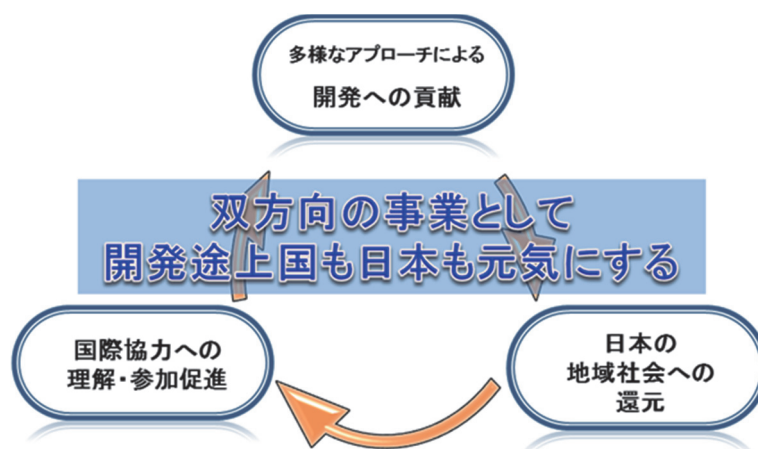 多様なアプローチによる
開発への貢献
双方向の事業として
開発途上国も日本も元気にする
国際協力への
理解・参加促進
日本の
地域社会への
還元